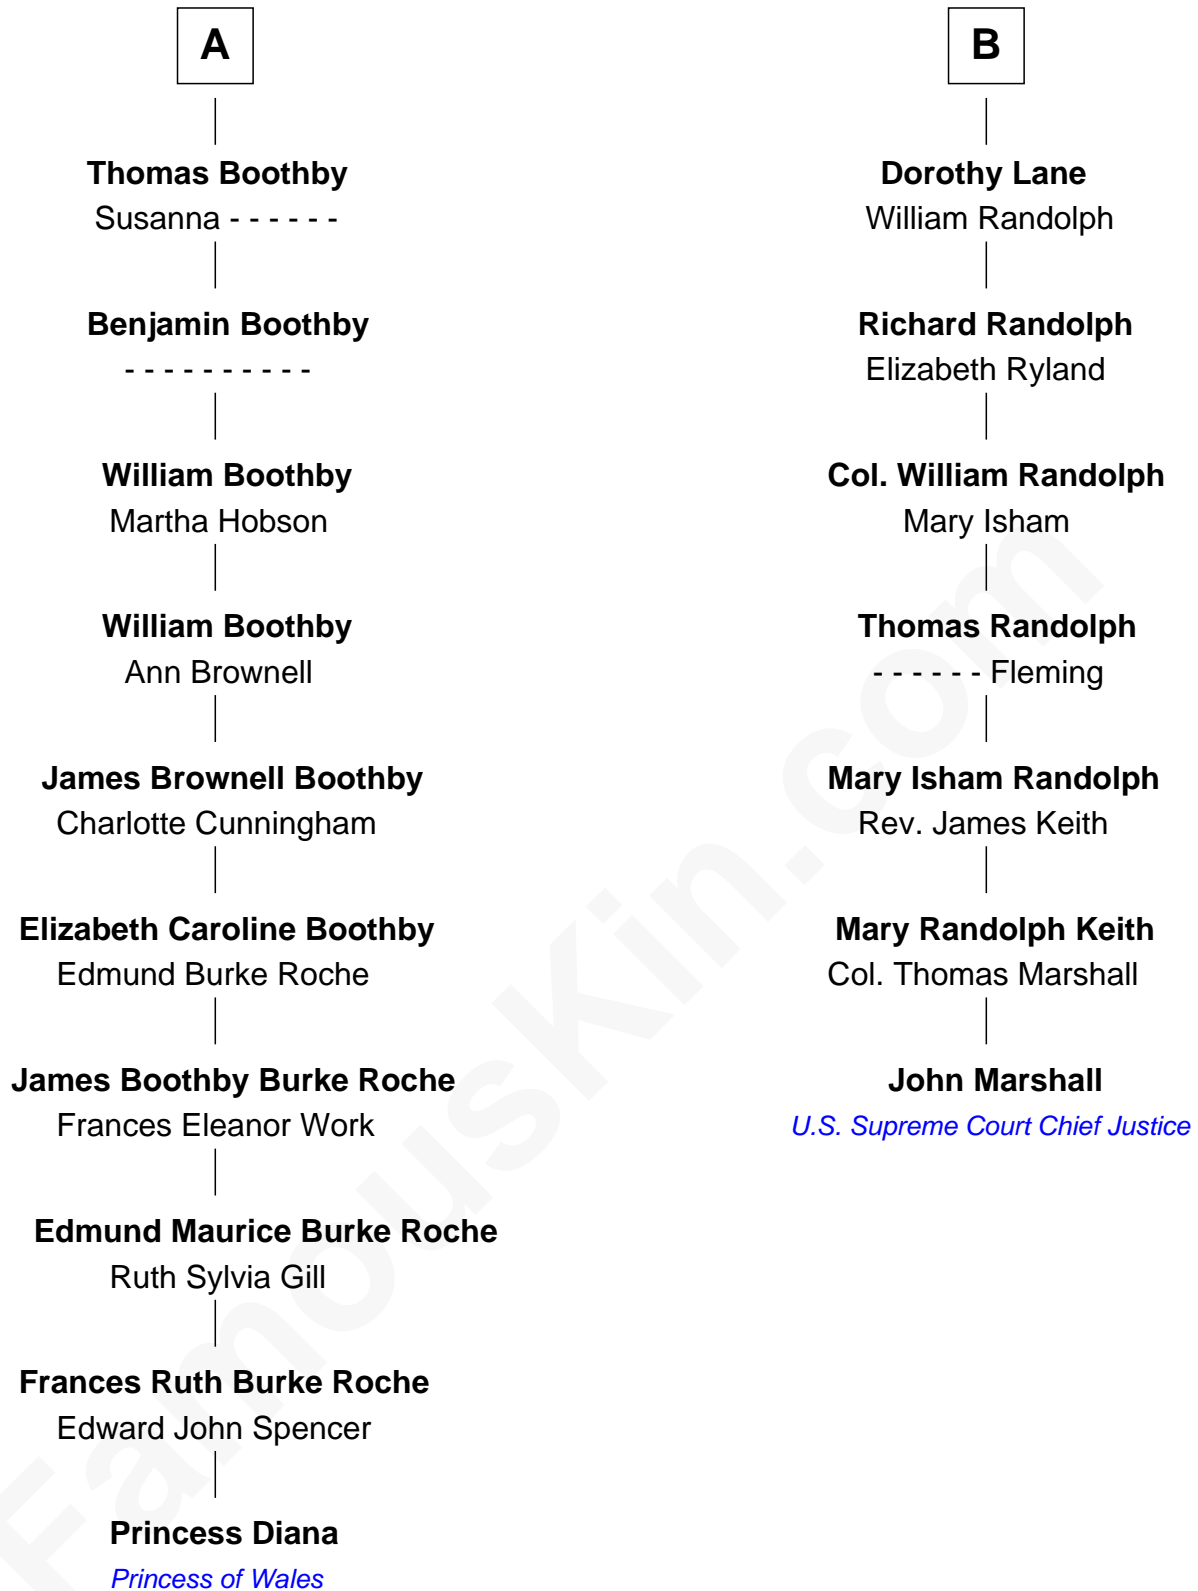 A
Thomas Boothby
Susanna - - - - - -
Benjamin Boothby
- - - - - - - - - -
William Boothby
Martha Hobson
William Boothby
Ann Brownell
James Brownell Boothby
Charlotte Cunningham
Elizabeth Caroline Boothby
Edmund Burke Roche
James Boothby Burke Roche
Frances Eleanor Work
Edmund Maurice Burke Roche
Ruth Sylvia Gill
Frances Ruth Burke Roche
Edward John Spencer
Princess Diana
Princess of Wales
B
Dorothy Lane
William Randolph
Richard Randolph
Elizabeth Ryland
Col. William Randolph
Mary Isham
Thomas Randolph
- - - - - - Fleming
Mary Isham Randolph
Rev. James Keith
Mary Randolph Keith
Col. Thomas Marshall
John Marshall
U.S. Supreme Court Chief Justice
FamousKin.com